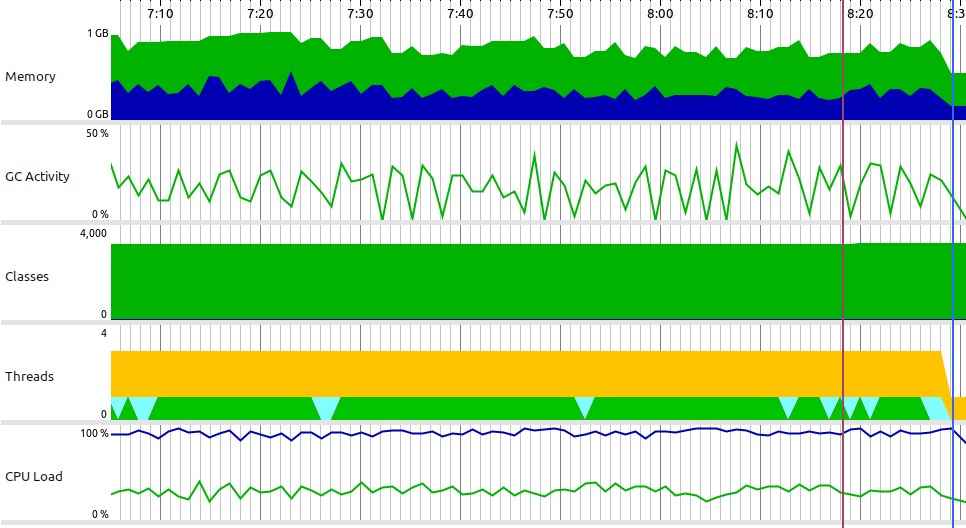 7:10 7:20 7:30 7:40 7:50 8:00 8:10 8:20 8:3
1 GB
Memory
0 GB
50 %
GC Activity
0 %
4,000
Classes
0
4
Threads
0
100 %
CPU Load
0 %